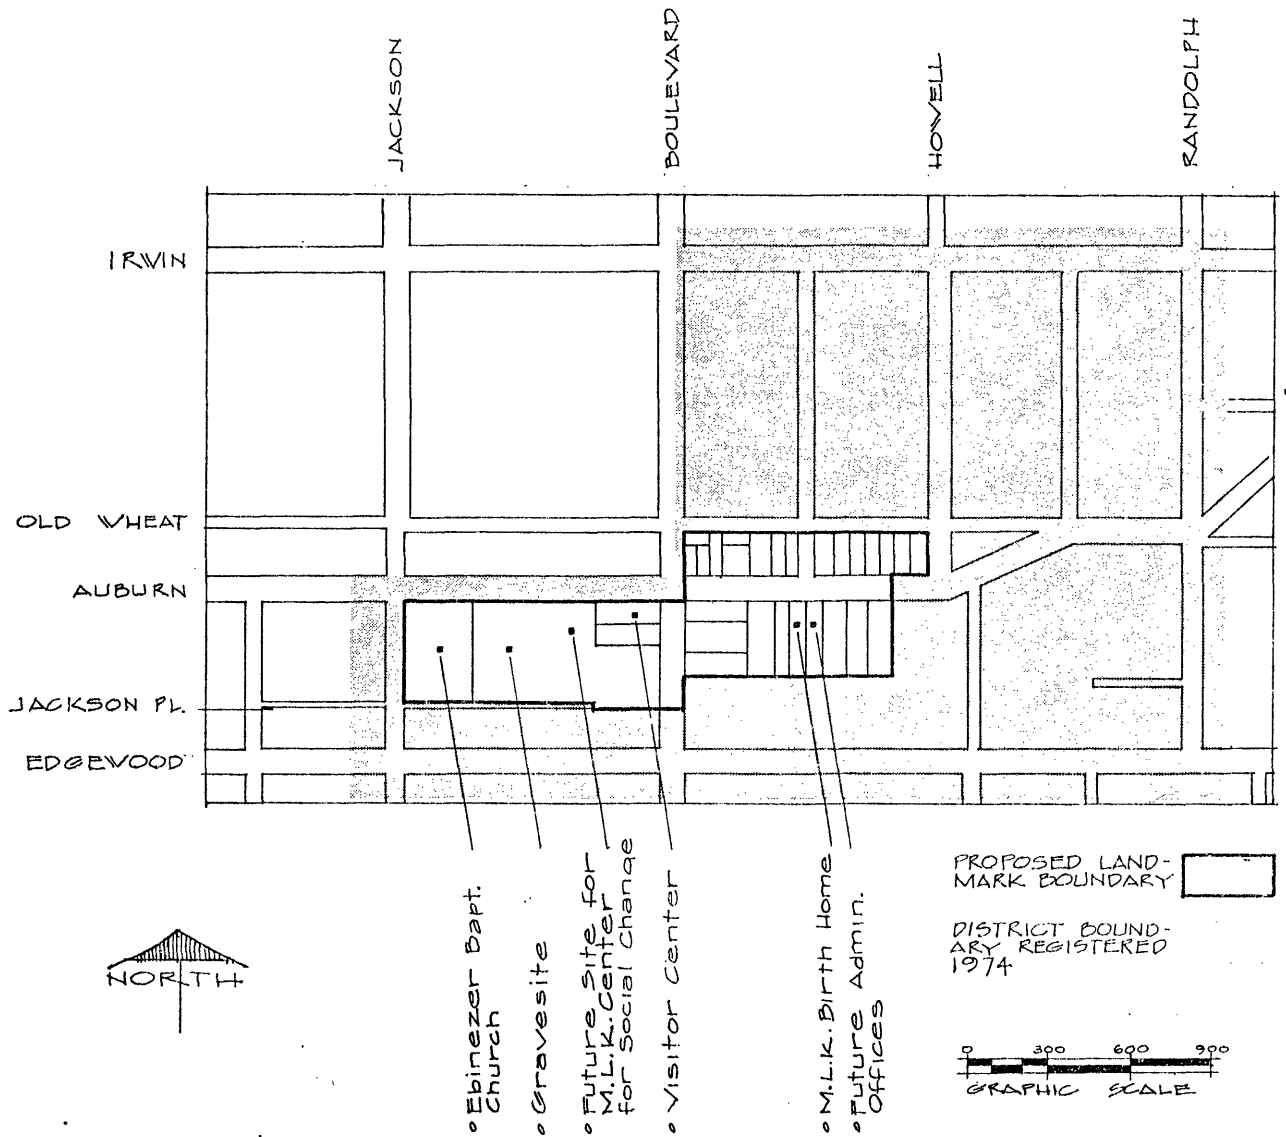 JACKSON
BOULEVARD
HOWELL
RANDOLPH
IRWIN
OLD WHEAT
AUBURN
JACKSON PL.
EDGEWOOD
NORTH
• Ebinezer Bapt.
Church
• Gravesite
• Future Site for
M.L.K. Center
for Social Change
• Visitor Center
• M.L.K. Birth Home
• Future Admin.
Offices
PROPOSED LAND-
MARK BOUNDARY
DISTRICT BOUND-
ARY REGISTERED
1974
0 300 600 900
GRAPHIC SCALE